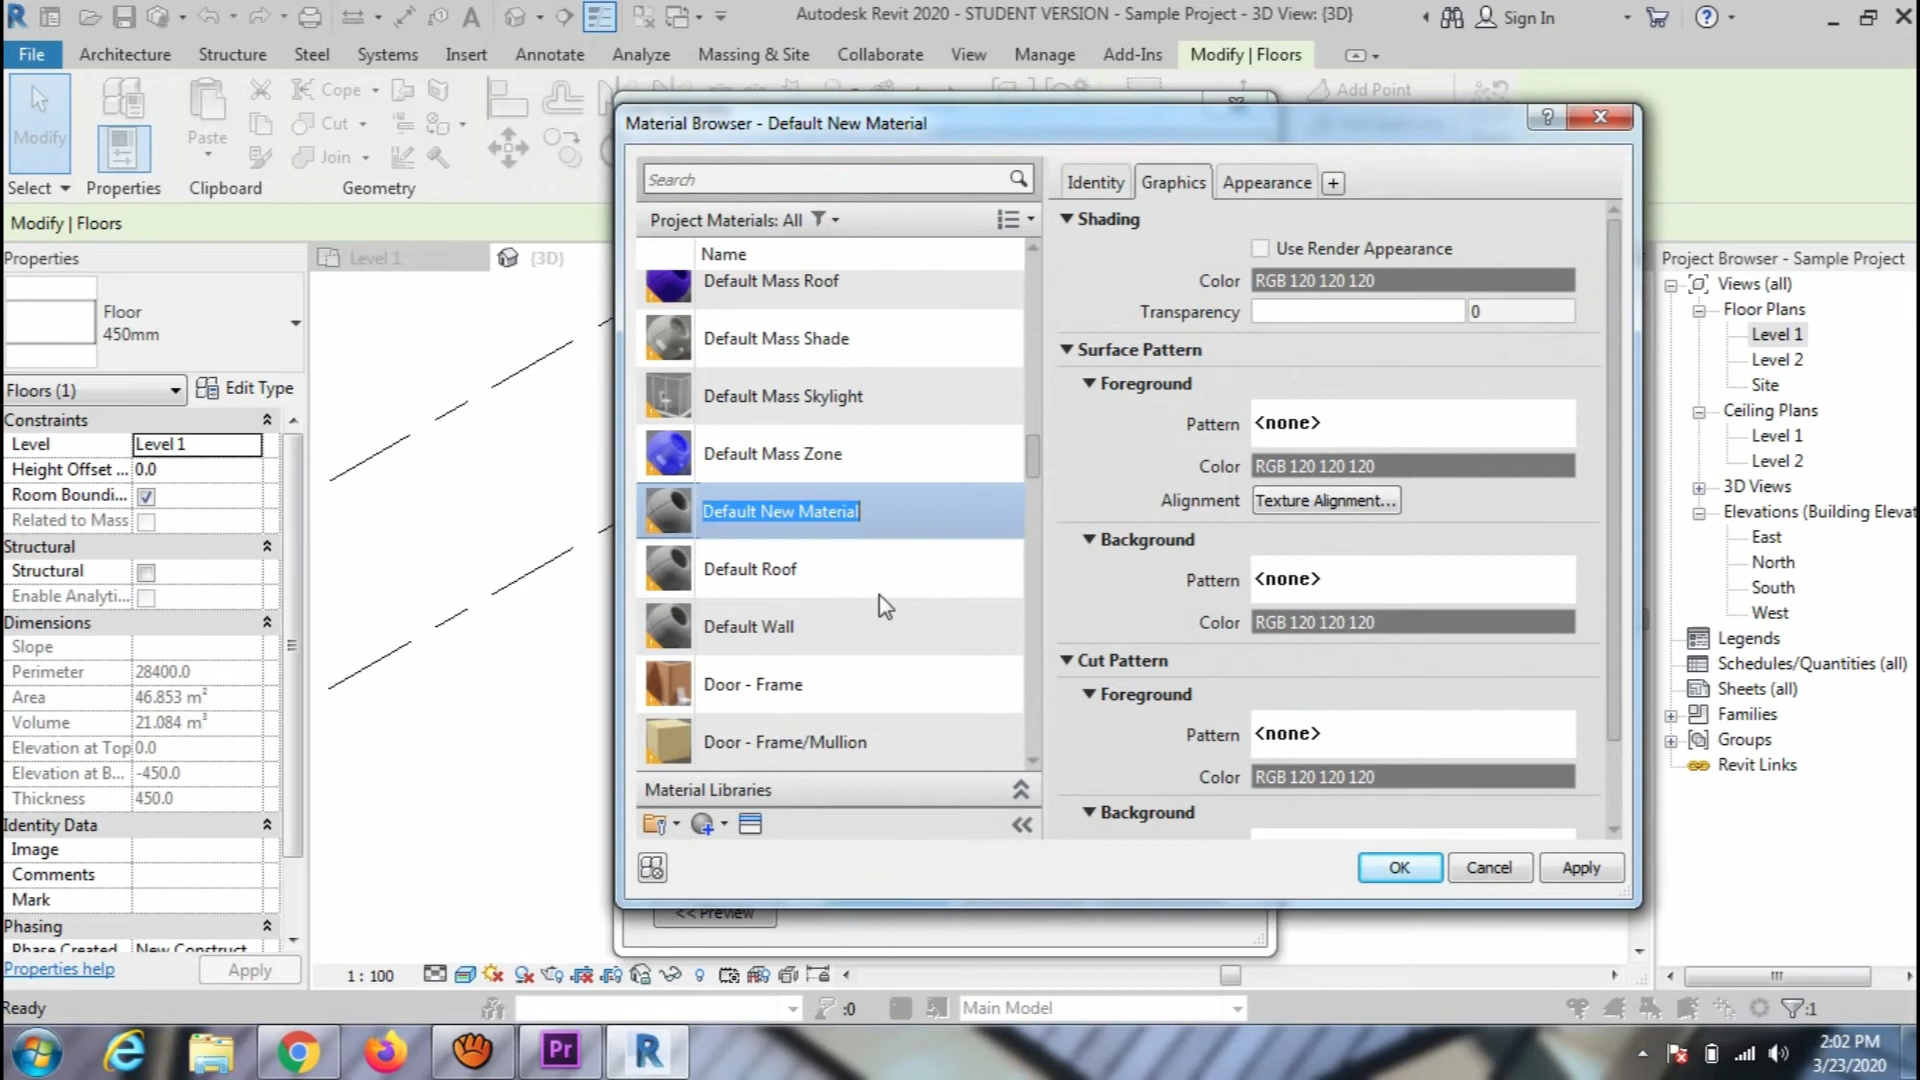 Autodesk Revit 2020 - STUDENT VERSION - Sample Project - 3D View: {3D}
Sign In
File
Architecture
Structure
Steel
Systems
Insert
Annotate
Analyze
Massing & Site
Collaborate
View
Manage
Add-Ins
Modify | Floors
Modify
Paste
Cope
Cut
Join
Add Point
Select
Properties
Clipboard
Geometry
Modify | Floors
Properties
Floor
450mm
Floors (1)
Edit Type
Constraints
Level
Level 1
Height Offset ...
0.0
Room Boundi...
Related to Mass
Structural
Structural
Enable Analyti...
Dimensions
Slope
Perimeter
28400.0
Area
46.853 m²
Volume
21.084 m³
Elevation at Top
0.0
Elevation at B...
-450.0
Thickness
450.0
Identity Data
Image
Comments
Mark
Phasing
Phase Created
New Construct
Properties help
Apply
Level 1
{3D}
Material Browser - Default New Material
Search
Project Materials: All
Name
Default Mass Roof
Default Mass Shade
Default Mass Skylight
Default Mass Zone
Default New Material
Default Roof
Default Wall
Door - Frame
Door - Frame/Mullion
Material Libraries
Identity
Graphics
Appearance
Shading
Use Render Appearance
Color
RGB 120 120 120
Transparency
0
Surface Pattern
Foreground
Pattern
<none>
Color
RGB 120 120 120
Alignment
Texture Alignment...
Background
Pattern
<none>
Color
RGB 120 120 120
Cut Pattern
Foreground
Pattern
<none>
Color
RGB 120 120 120
Background
OK
Cancel
Apply
<< Preview
Project Browser - Sample Project
Views (all)
Floor Plans
Level 1
Level 2
Site
Ceiling Plans
Level 1
Level 2
3D Views
Elevations (Building Elevat
East
North
South
West
Legends
Schedules/Quantities (all)
Sheets (all)
Families
Groups
Revit Links
1 : 100
Ready
:0
Main Model
:1
Pr
R
2:02 PM
3/23/2020